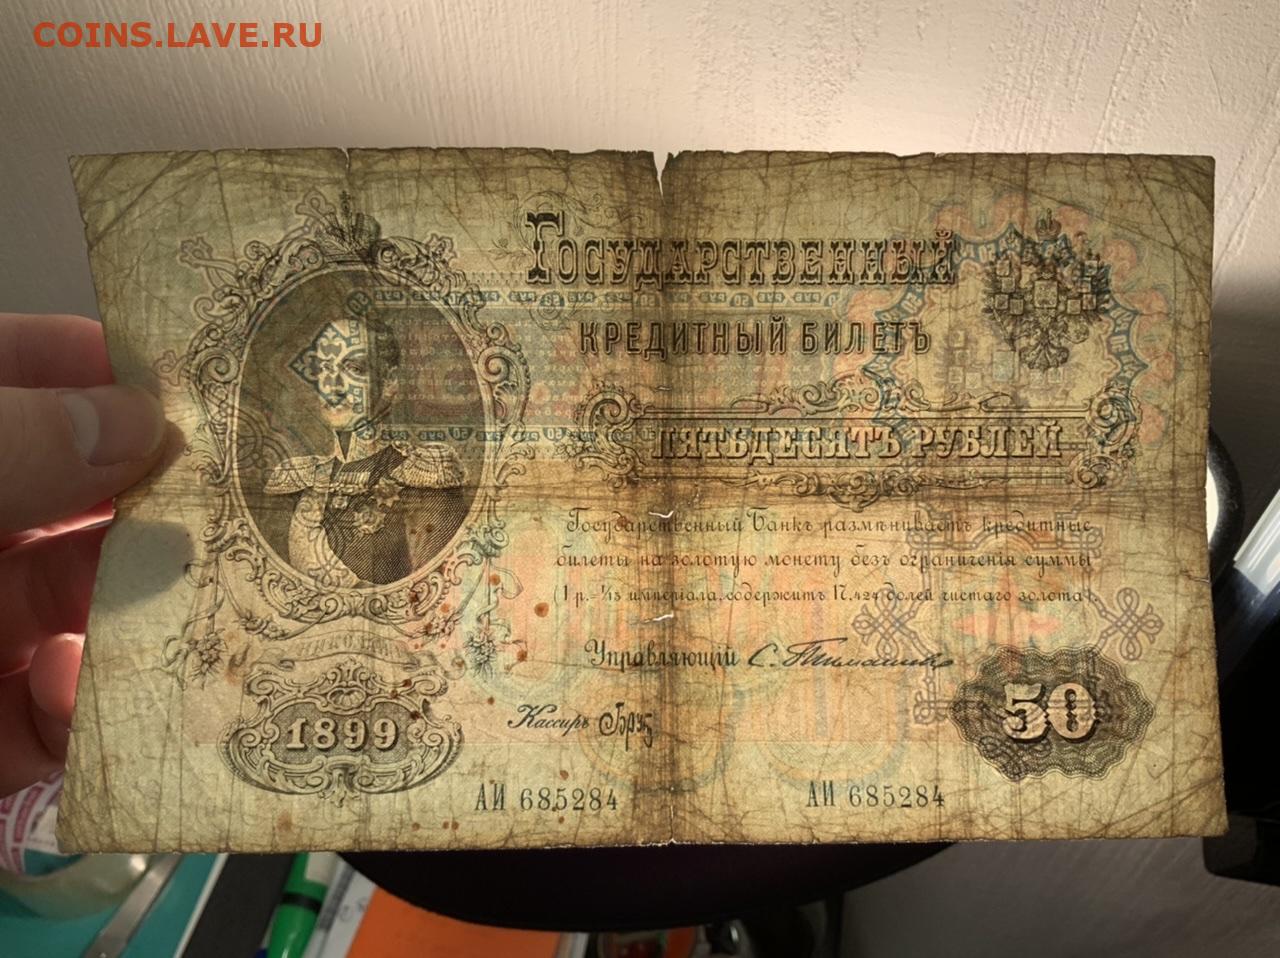 COINS.LAVE.RU
ГОСУДАРСТВЕННЫЙ
КРЕДИТНЫЙ БИЛЕТЪ
ПЯТЬДЕСЯТЪ РУБЛЕЙ
Государственный Банкъ размѣниваетъ кредитные
билеты на золотую монету безъ ограниченія суммы
(1 р.=1/15 имперіала, содержитъ 17,424 долей чистаго золота).
Управляющій С. Тимашевъ
Кассиръ
1899
50
АИ 685284
АИ 685284